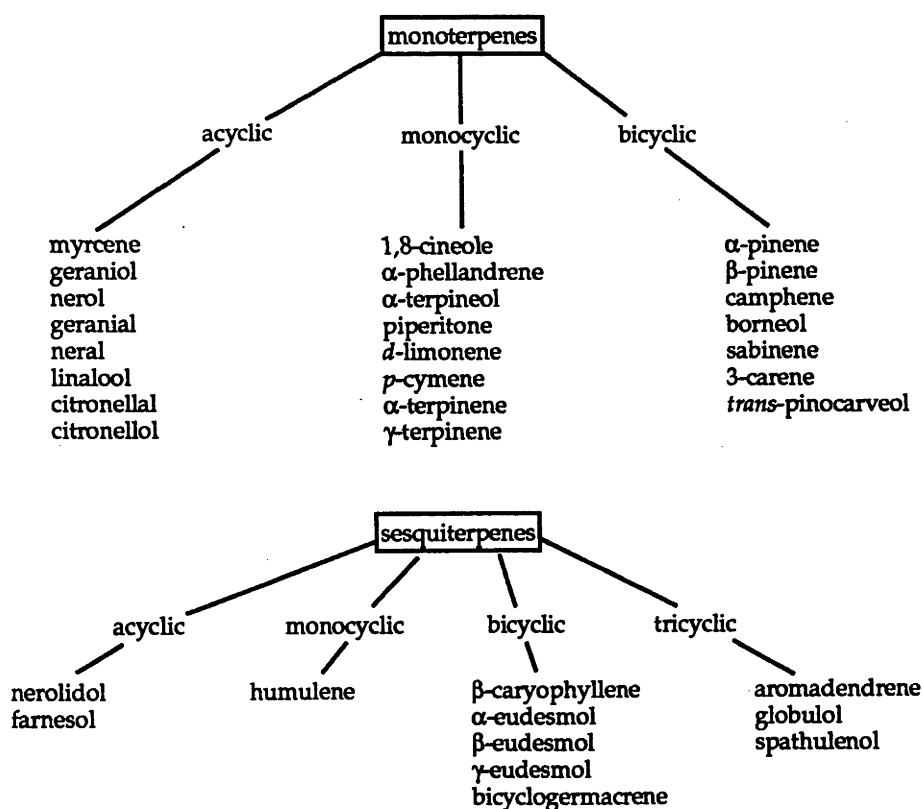 monoterpenes
acyclic monocyclic bicyclic
myrcene 1,8-cineole α-pinene
geraniol α-phellandrene β-pinene
nerol α-terpineol camphene
geranial piperitone borneol
neral d-limonene sabinene
linalool p-cymene 3-carene
citronellal α-terpinene trans-pinocarveol
citronellol γ-terpinene
sesquiterpenes
acyclic monocyclic bicyclic tricyclic
nerolidol humulene β-caryophyllene aromadendrene
farnesol α-eudesmol globulol
β-eudesmol spathulenol
γ-eudesmol
bicyclogermacrene